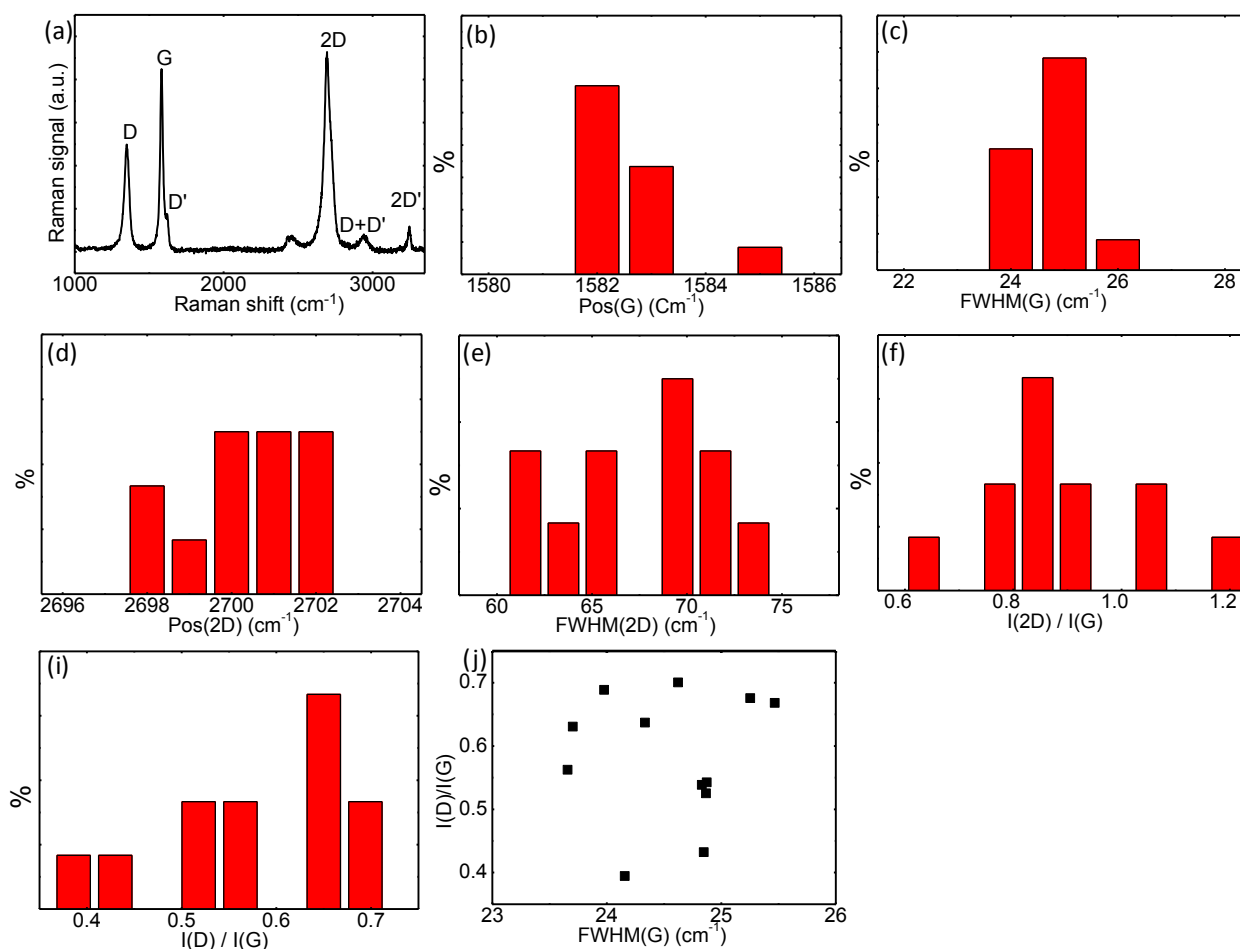 (a)
D
G
D'
2D
D+D'
2D'
Raman signal (a.u.)
1000 2000 3000
Raman shift (cm-1)
(b)
%
1580 1582 1584 1586
Pos(G) (Cm-1)
(c)
%
22 24 26 28
FWHM(G) (cm-1)
(d)
%
2696 2698 2700 2702 2704
Pos(2D) (cm-1)
(e)
%
60 65 70 75
FWHM(2D) (cm-1)
(f)
%
0.6 0.8 1.0 1.2
I(2D) / I(G)
(i)
%
0.4 0.5 0.6 0.7
I(D) / I(G)
(j)
0.7
0.6
0.5
0.4
I(D)/I(G)
23 24 25 26
FWHM(G) (cm-1)